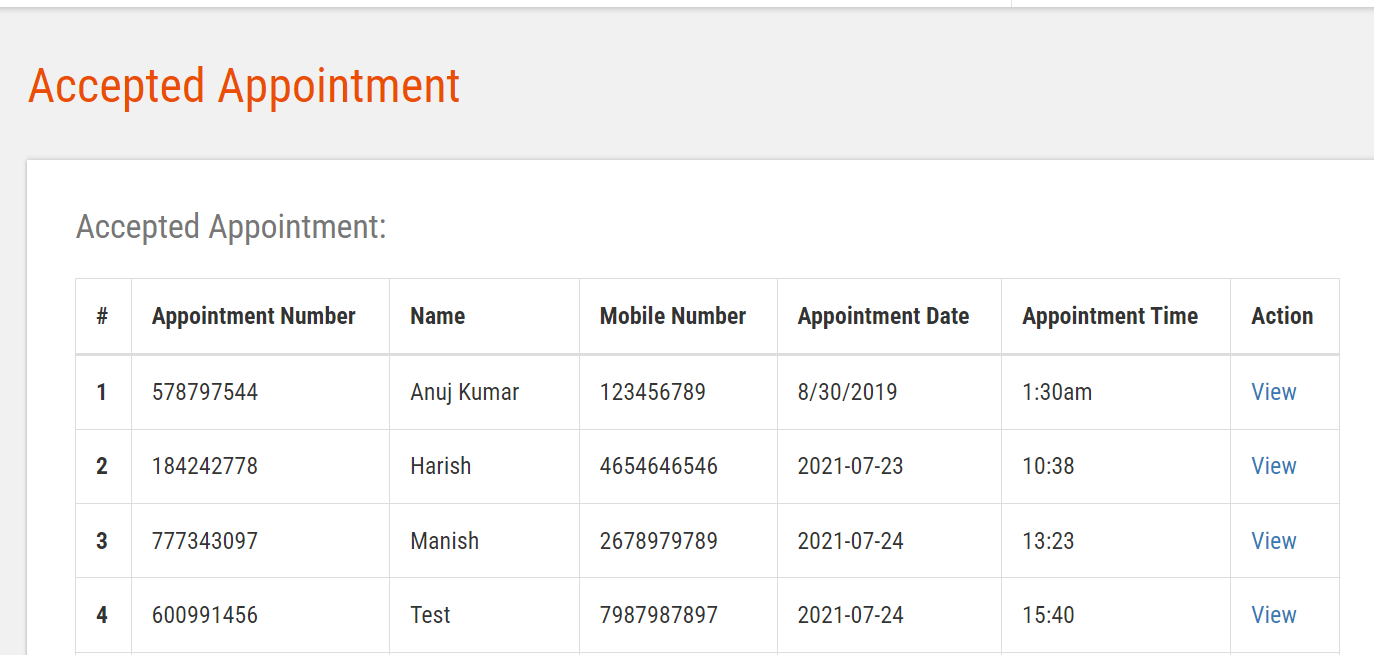 Accepted Appointment
Accepted Appointment:
# Appointment Number Name Mobile Number Appointment Date Appointment Time Action
1 578797544 Anuj Kumar 123456789 8/30/2019 1:30am View
2 184242778 Harish 4654646546 2021-07-23 10:38 View
3 777343097 Manish 2678979789 2021-07-24 13:23 View
4 600991456 Test 7987987897 2021-07-24 15:40 View